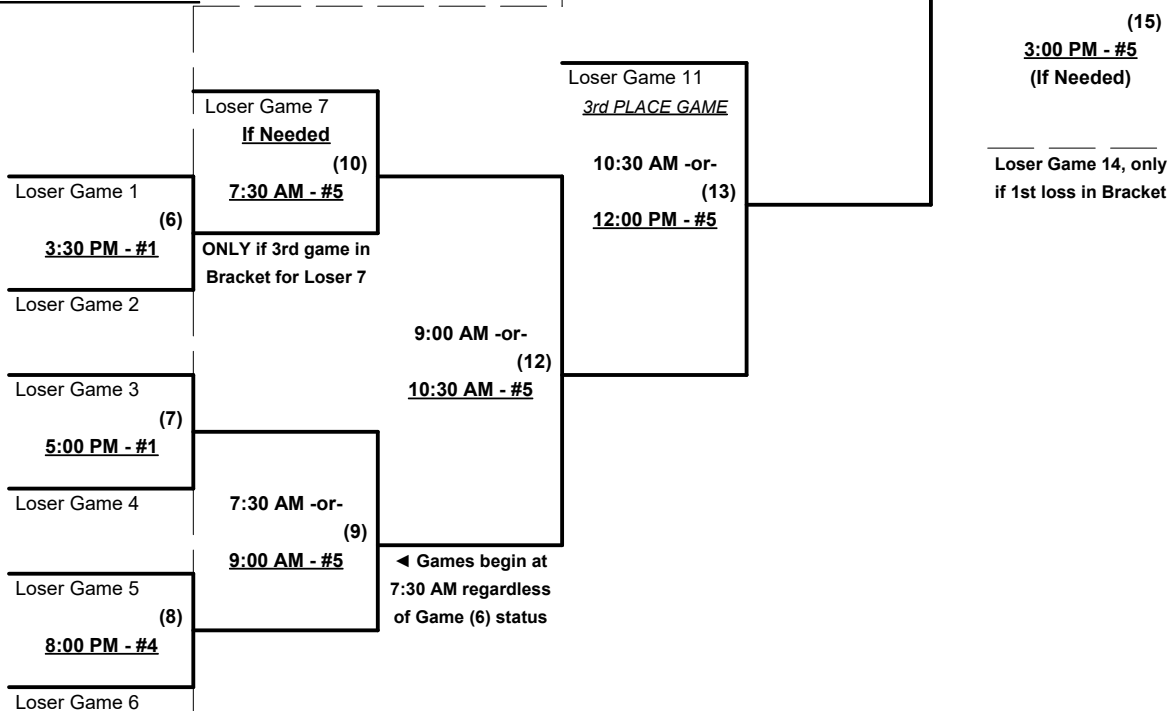 (15)
3:00 PM - #5
(If Needed)
Loser Game 14, only
if 1st loss in Bracket
Loser Game 11
3rd PLACE GAME
10:30 AM -or-
(13)
12:00 PM - #5
Loser Game 7
If Needed
(10)
7:30 AM - #5
ONLY if 3rd game in
Bracket for Loser 7
Loser Game 1
(6)
3:30 PM - #1
Loser Game 2
9:00 AM -or-
(12)
10:30 AM - #5
Loser Game 3
(7)
5:00 PM - #1
Loser Game 4
7:30 AM -or-
(9)
9:00 AM - #5
◄ Games begin at
7:30 AM regardless
of Game (6) status
Loser Game 5
(8)
8:00 PM - #4
Loser Game 6